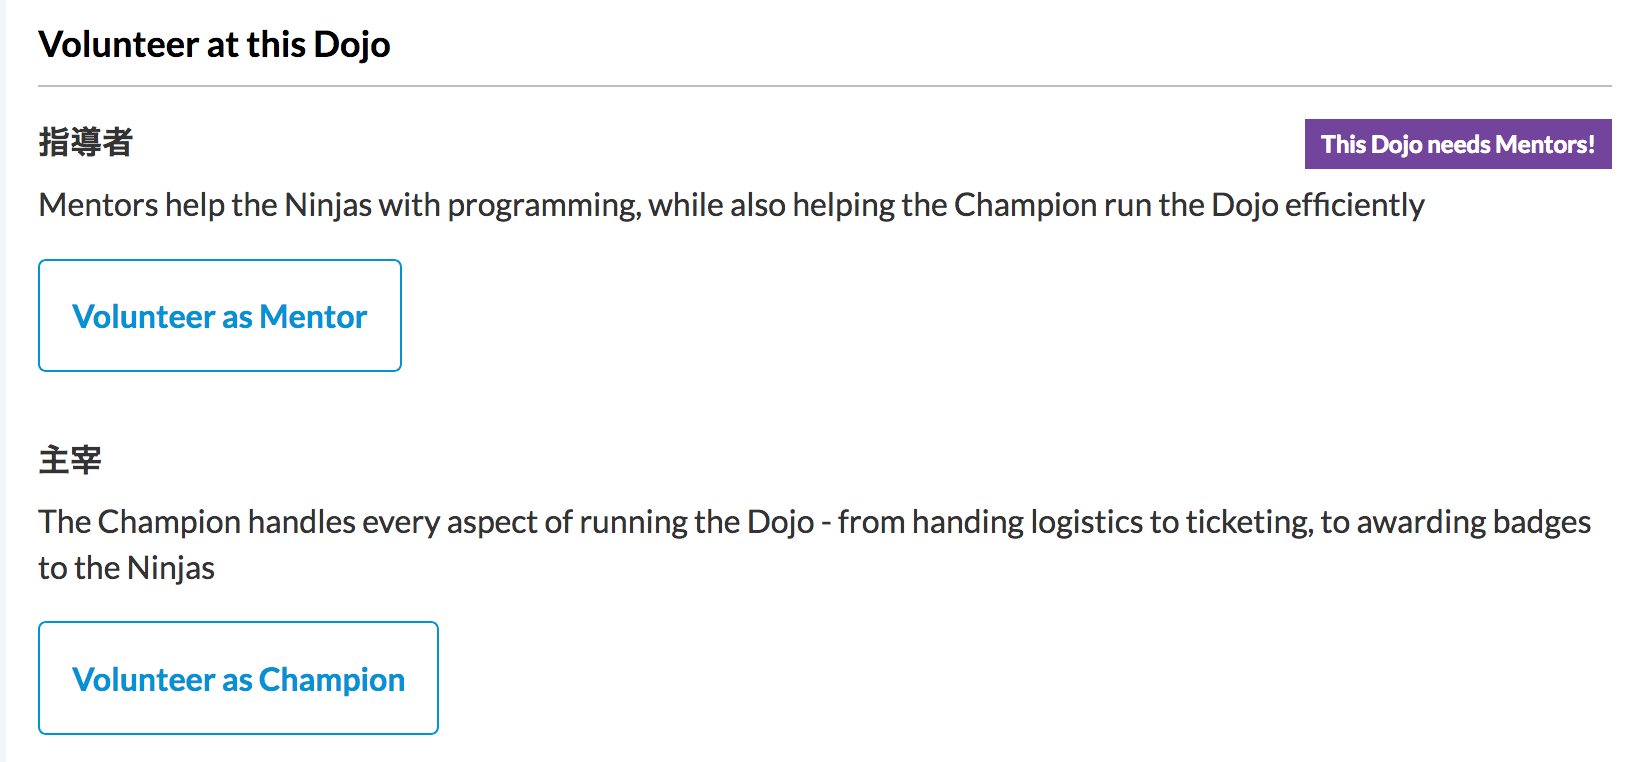 Volunteer at this Dojo
指導者
This Dojo needs Mentors!
Mentors help the Ninjas with programming, while also helping the Champion run the Dojo efficiently
Volunteer as Mentor
主宰
The Champion handles every aspect of running the Dojo - from handing logistics to ticketing, to awarding badges
to the Ninjas
Volunteer as Champion